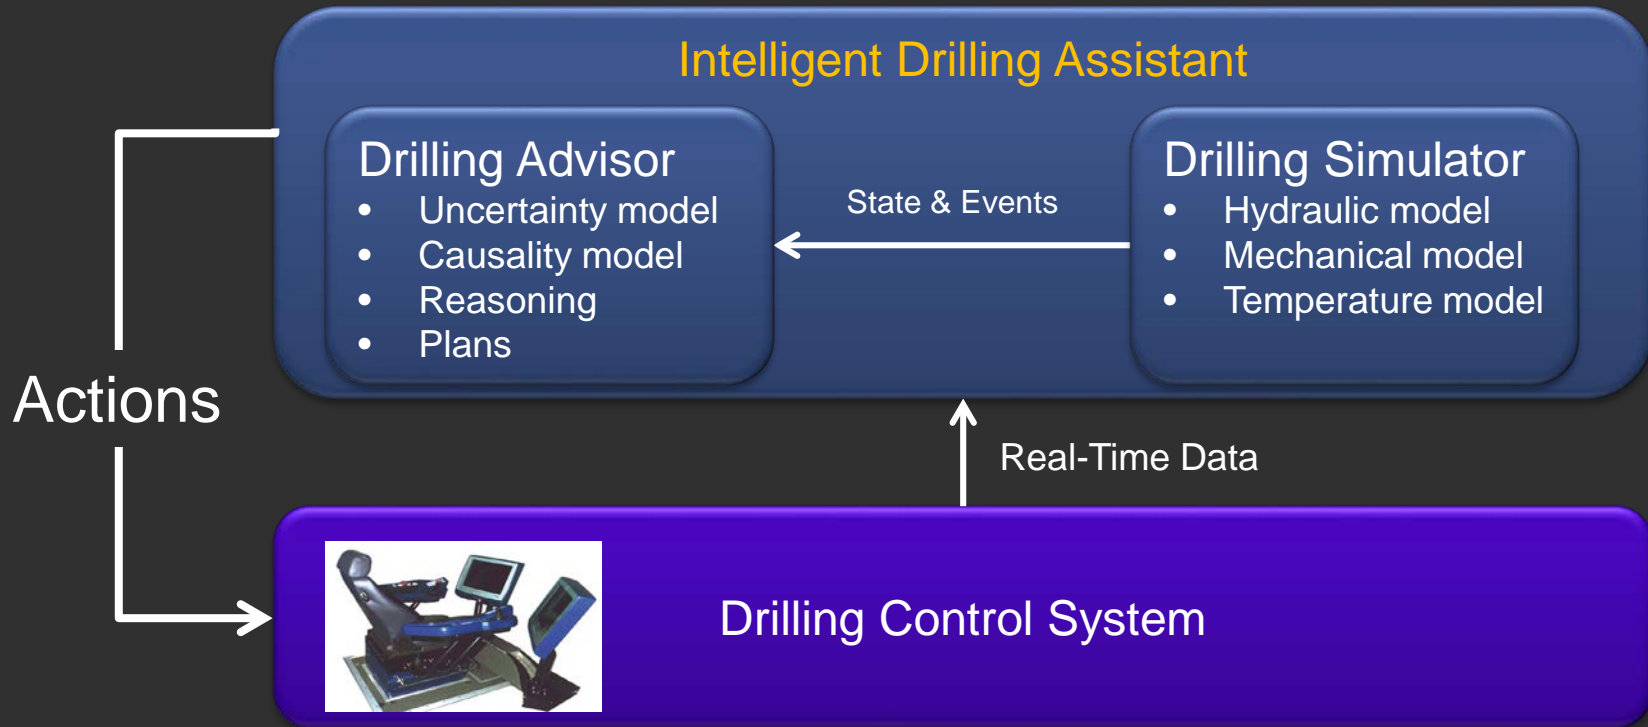 Intelligent Drilling Assistant
Drilling Advisor
• Uncertainty model
• Causality model
• Reasoning
• Plans
State & Events
Drilling Simulator
• Hydraulic model
• Mechanical model
• Temperature model
Actions
Real-Time Data
Drilling Control System